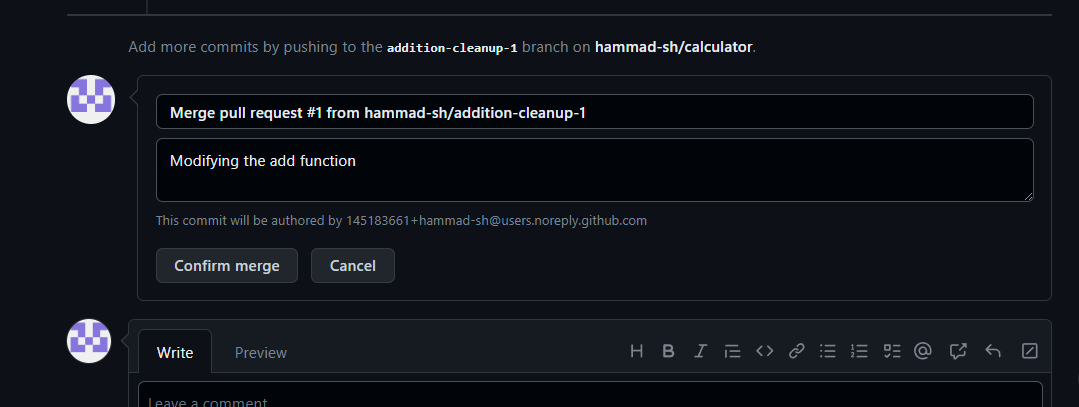 Add more commits by pushing to the addition-cleanup-1 branch on hammad-sh/calculator.
Merge pull request #1 from hammad-sh/addition-cleanup-1
Modifying the add function
This commit will be authored by 145183661+hammad-sh@users.noreply.github.com
Confirm merge Cancel
Write Preview
Leave a comment